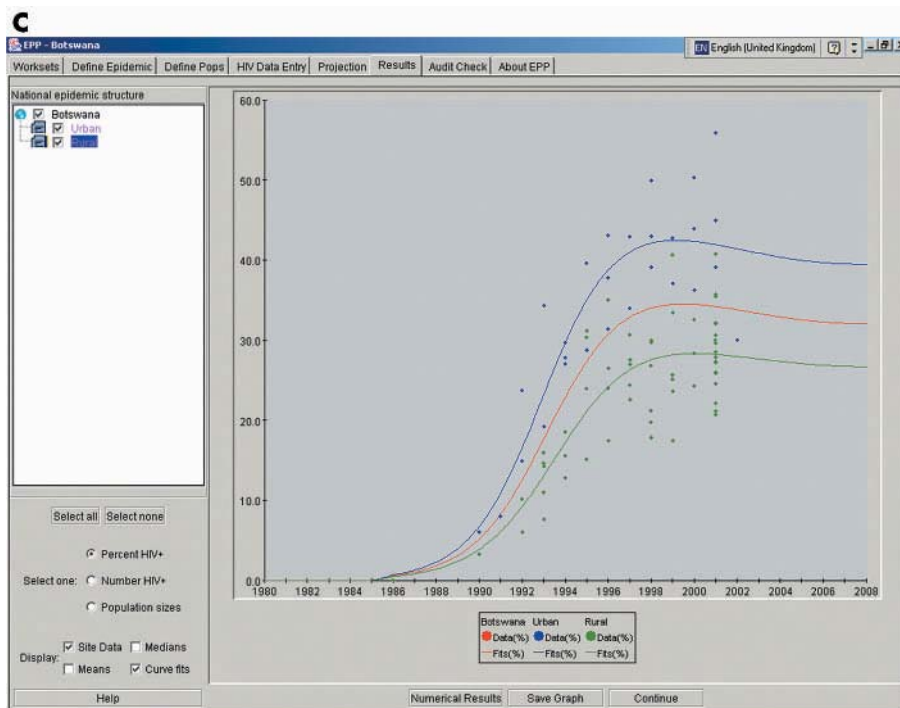 C
EPP - Botswana
EN English (United Kingdom)
Worksets Define Epidemic Define Pops HIV Data Entry Projection Results Audit Check About EPP
National epidemic structure
Botswana
Urban
Rural
Select all Select none
Select one:
Percent HIV+
Number HIV+
Population sizes
Display:
Site Data Medians
Means Curve fits
Help
60.0
50.0
40.0
30.0
20.0
10.0
0.0
1980 1982 1984 1986 1988 1990 1992 1994 1996 1998 2000 2002 2004 2006 2008
Botswana Urban Rural
Data(%) Data(%) Data(%)
Fits(%) Fits(%) Fits(%)
Numerical Results Save Graph Continue